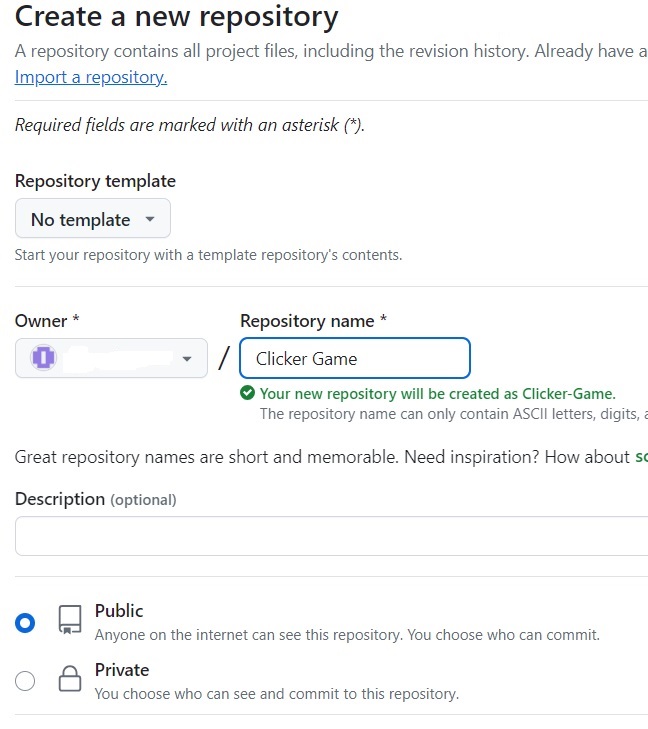 Create a new repository
A repository contains all project files, including the revision history. Already have a
Import a repository.
Required fields are marked with an asterisk (*).
Repository template
No template
Start your repository with a template repository's contents.
Owner *
Repository name *
/
Clicker Game
Your new repository will be created as Clicker-Game.
The repository name can only contain ASCII letters, digits, a
Great repository names are short and memorable. Need inspiration? How about
Description (optional)
Public
Anyone on the internet can see this repository. You choose who can commit.
Private
You choose who can see and commit to this repository.